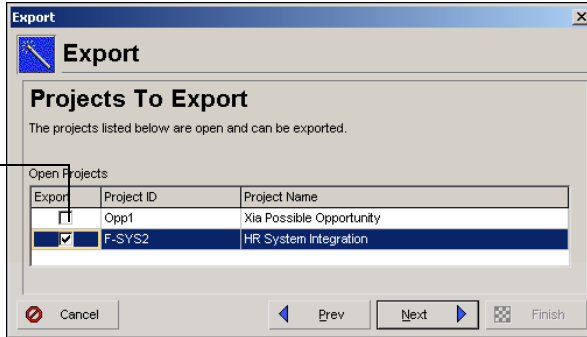 Export
Export
Projects To Export
The projects listed below are open and can be exported.
Open Projects
Export Project ID Project Name
Opp1 Xia Possible Opportunity
F-SYS2 HR System Integration
Cancel Prev Next Finish